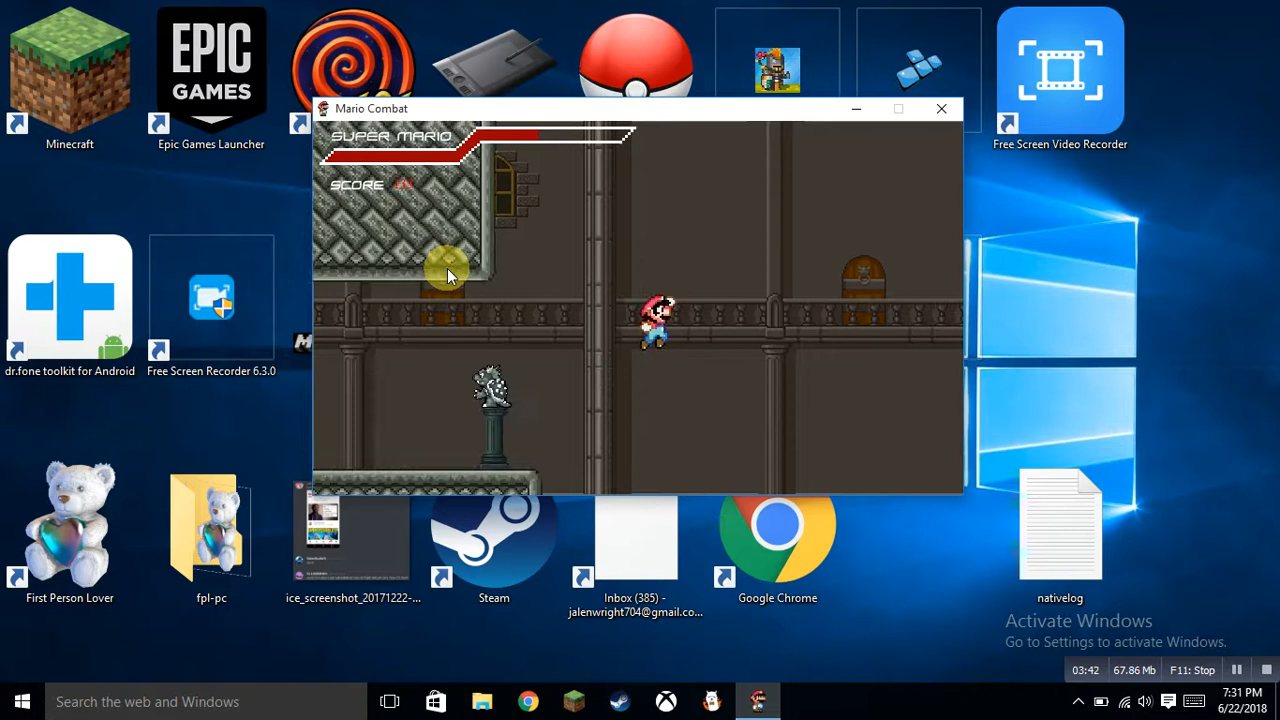 EPIC
GAMES
Mario Combat
SUPER MARIO
SCORE
Minecraft
Epic Games Launcher
Free Screen Video Recorder
dr.fone toolkit for Android
Free Screen Recorder 6.3.0
First Person Lover
fpl-pc
ice_screenshot_20171222-...
Steam
Inbox (385) -
jalenwright704@gmail.co...
Google Chrome
nativelog
Activate Windows
Go to Settings to activate Windows.
03:42
67.86 Mb
F11: Stop
Search the web and Windows
7:31 PM
6/22/2018